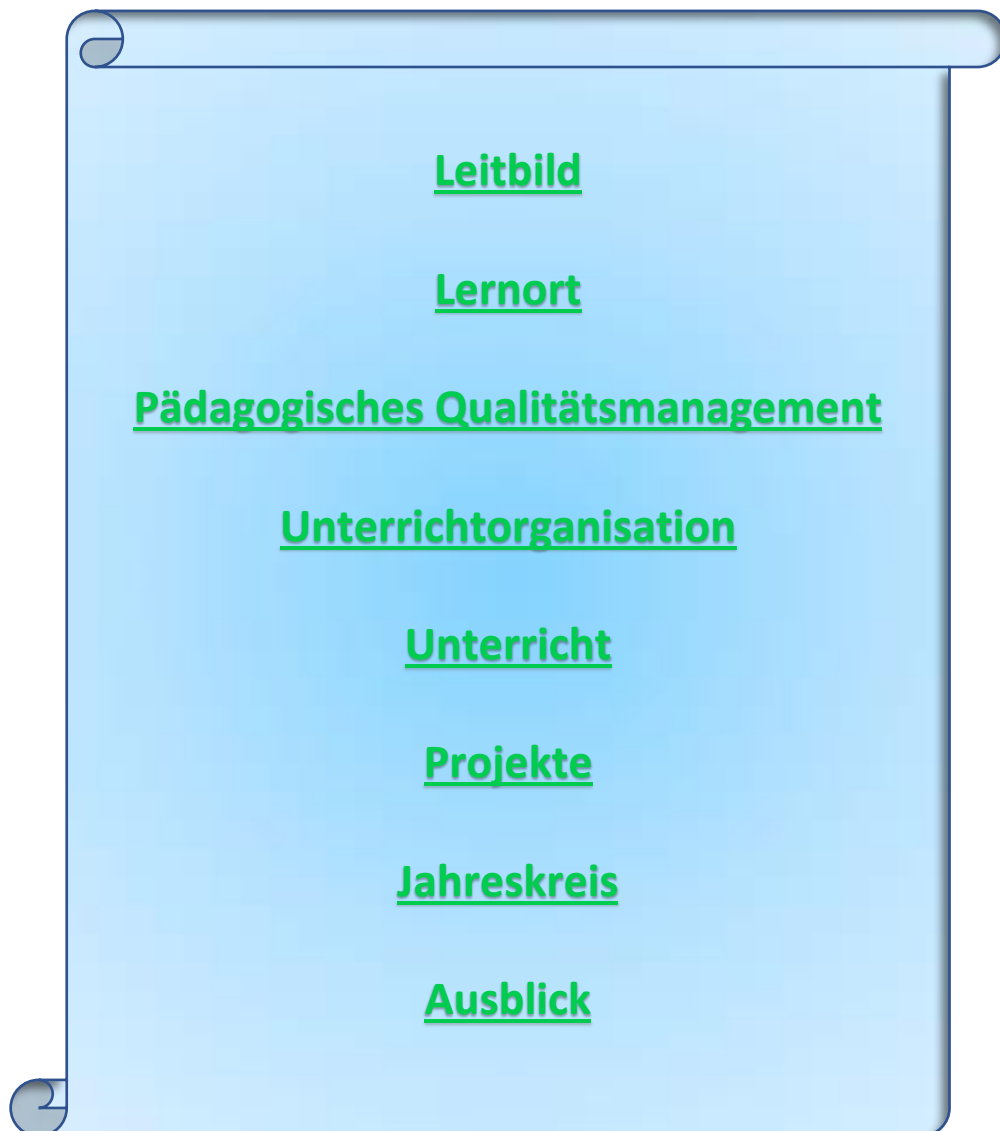 Leitbild
Lernort
Pädagogisches Qualitätsmanagement
Unterrichtorganisation
Unterricht
Projekte
Jahreskreis
Ausblick